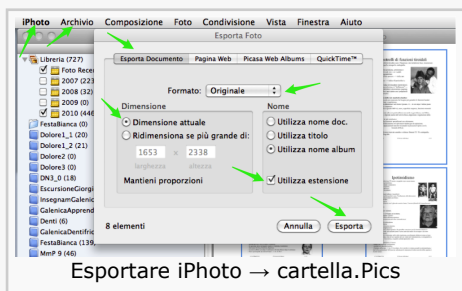 iPhoto Archivio Composizione Foto Condivisione Vista Finestra Aiuto
Esporta Foto
Esporta Documento Pagina Web Picasa Web Albums QuickTime™
Formato: Originale
Dimensione
Dimensione attuale
Ridimensiona se più grande di:
1653 × 2338
larghezza altezza
Mantieni proporzioni
Nome
Utilizza nome doc.
Utilizza titolo
Utilizza nome album
Utilizza estensione
8 elementi
Annulla Esporta
Libreria (727)
Foto Recen
2007 (223
2008 (32)
2009 (0)
2010 (446
FestaBianca (0)
Dolore1_1 (20)
Dolore1_2 (21)
Dolore2 (0)
Dolore3 (0)
DN3_0 (18)
EscursioneGiorgi
InsegnamGalenic
GalenicaApprend
Denti (6)
GalenicaDentifric
FestaBianca (139,
MmP 9 (46)
Esportare iPhoto → cartella.Pics